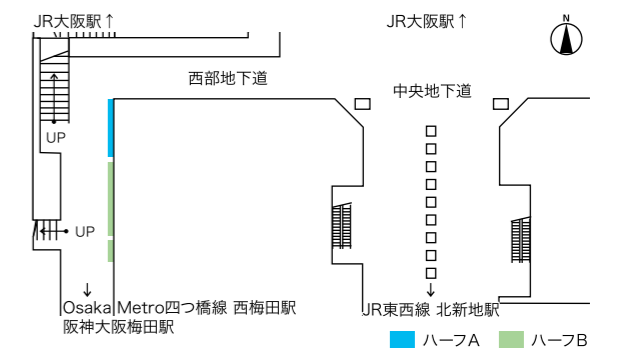 JR大阪駅↑
JR大阪駅↑
N
西部地下道
中央地下道
UP
UP
Osaka Metro四つ橋線 西梅田駅
阪神大阪梅田駅
JR東西線 北新地駅
ハーフA
ハーフB